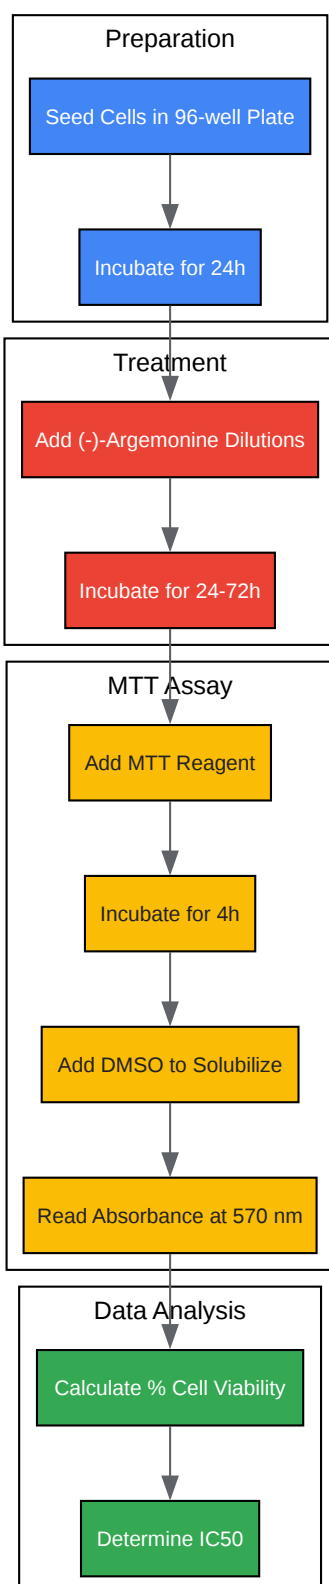 Preparation
Seed Cells in 96-well Plate
Incubate for 24h
Treatment
Add (-)-Argemonine Dilutions
Incubate for 24-72h
MTT Assay
Add MTT Reagent
Incubate for 4h
Add DMSO to Solubilize
Read Absorbance at 570 nm
Data Analysis
Calculate % Cell Viability
Determine IC50